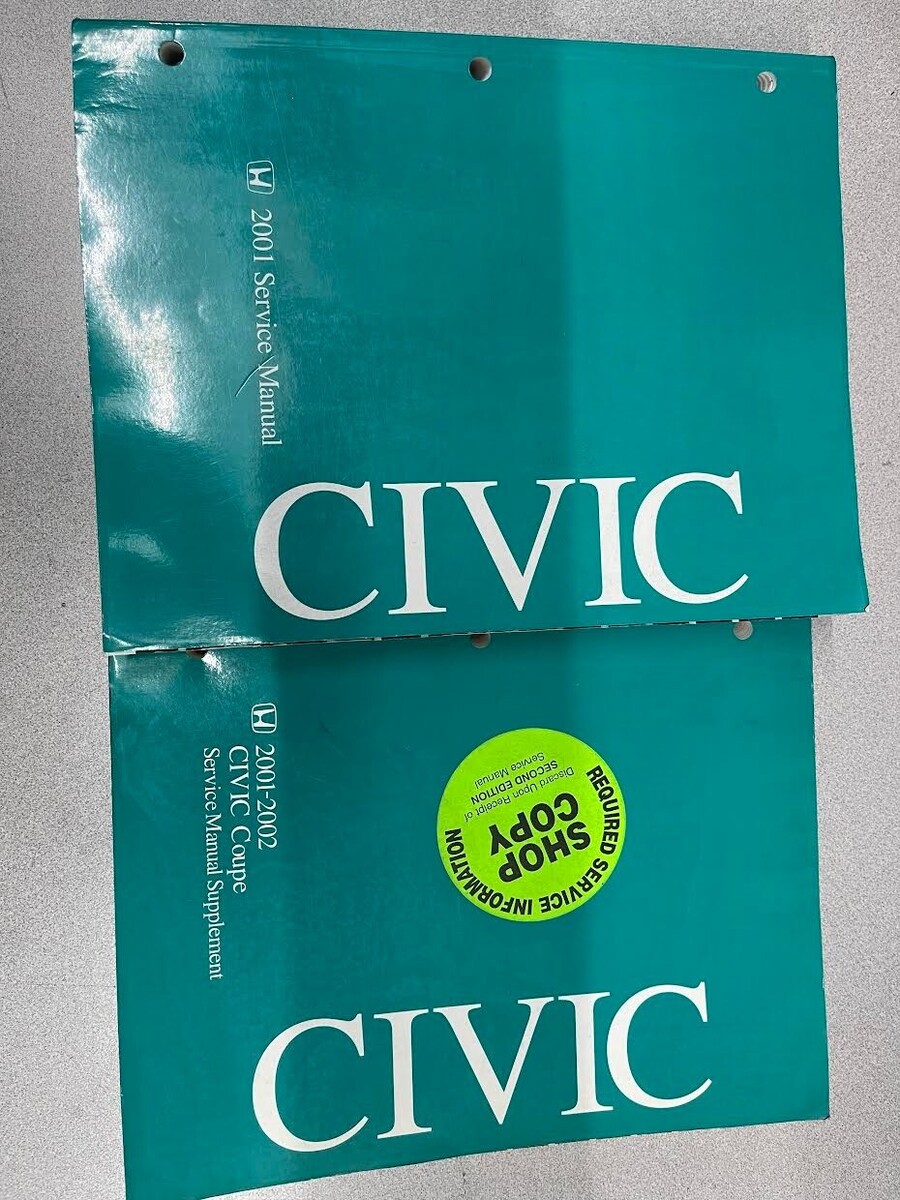 2001 Service Manual
CIVIC
2001-2002
CIVIC Coupe
Service Manual Supplement
REQUIRED SERVICE INFORMATION
SHOP
COPY
Discard Upon Receipt of
SECOND EDITION
Service Manual
CIVIC